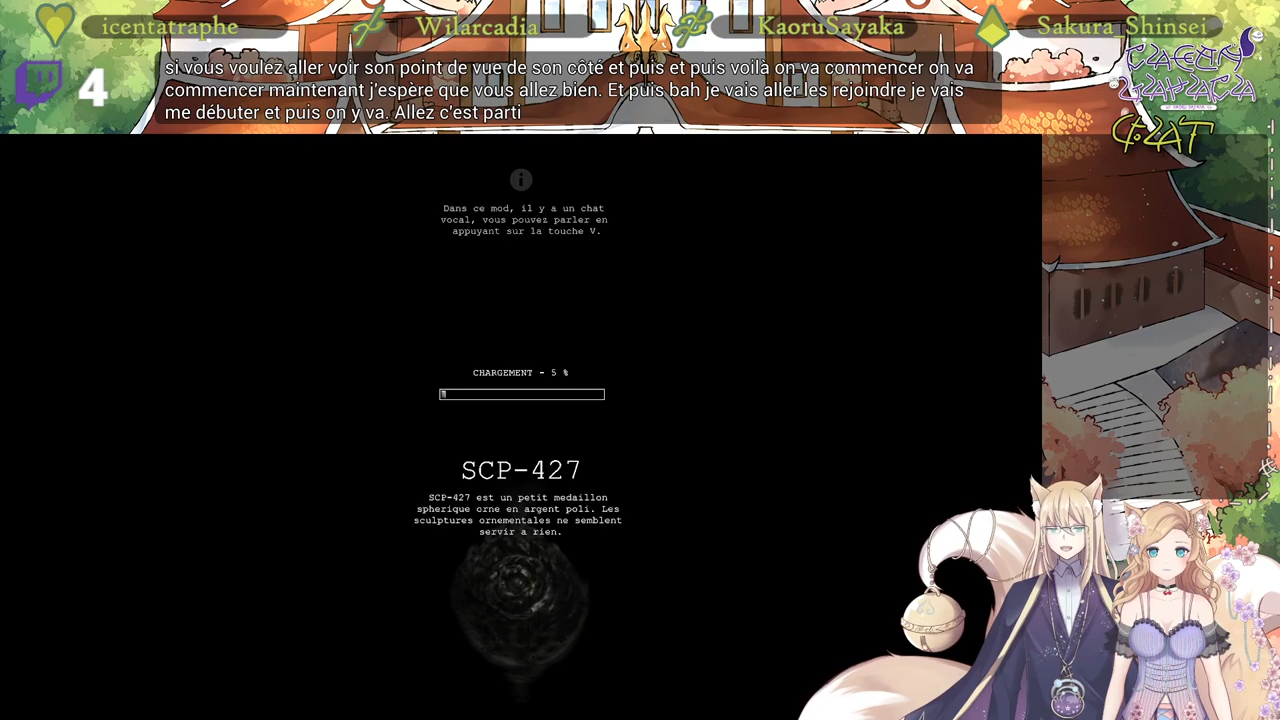 icentatraphe
Wilarcadia
KaoruSayaka
Sakura_Shinsei
4
si vous voulez aller voir son point de vue de son côté et puis et puis voilà on va commencer on va
commencer maintenant j'espère que vous allez bien. Et puis bah je vais aller les rejoindre je vais
me débuter et puis on y va. Allez c'est parti
Dans ce mod, il y a un chat
vocal, vous pouvez parler en
appuyant sur la touche V.
CHARGEMENT - 5 %
SCP-427
SCP-427 est un petit medaillon
spherique orne en argent poli. Les
sculptures ornementales ne semblent
servir a rien.